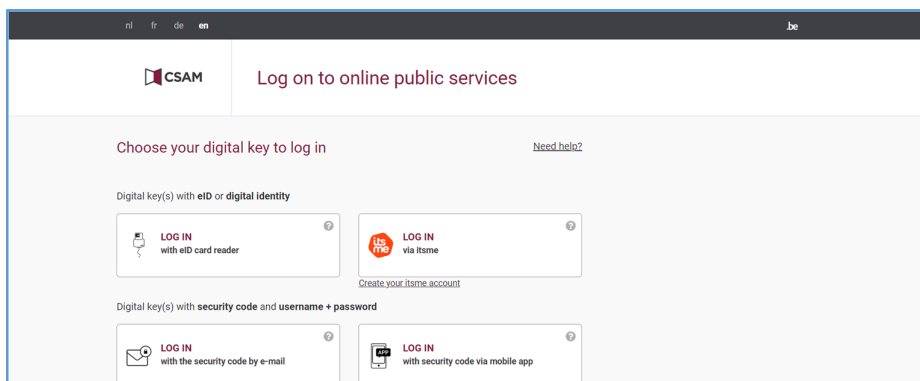 nl fr de en
.be
CSAM
Log on to online public services
Choose your digital key to log in
Need help?
Digital key(s) with eID or digital identity
?
LOG IN
with eID card reader
?
its me
LOG IN
via itsme
Create your itsme account
Digital key(s) with security code and username + password
?
LOG IN
with the security code by e-mail
?
APP
LOG IN
with security code via mobile app